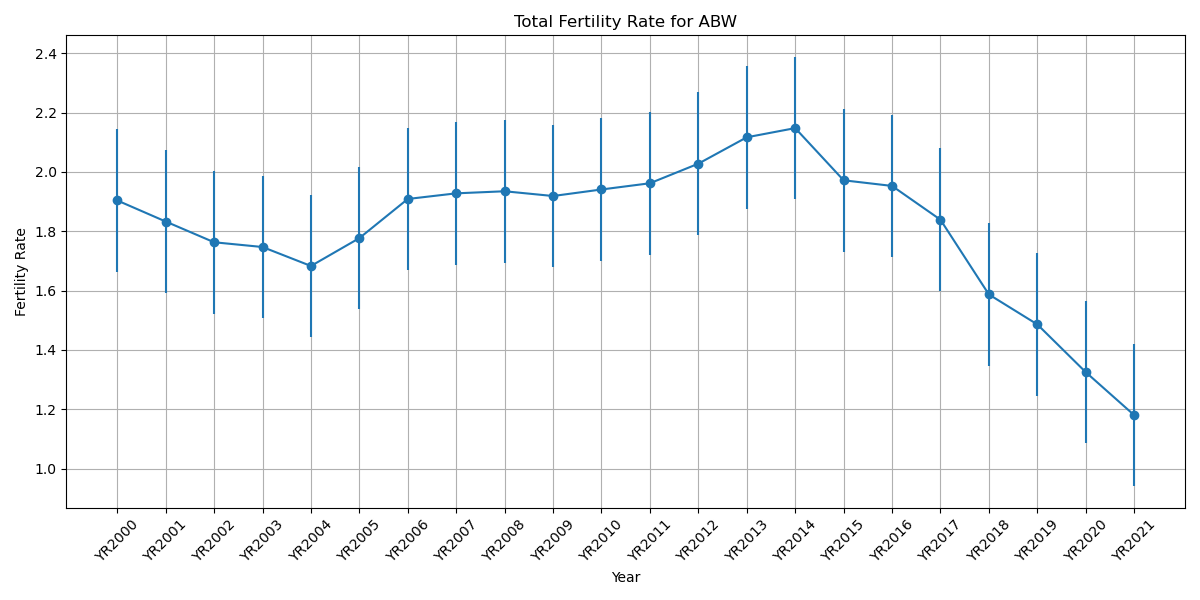 Total Fertility Rate for ABW
Fertility Rate
2.4
2.2
2.0
1.8
1.6
1.4
1.2
1.0
YR2000
YR2001
YR2002
YR2003
YR2004
YR2005
YR2006
YR2007
YR2008
YR2009
YR2010
YR2011
YR2012
YR2013
YR2014
YR2015
YR2016
YR2017
YR2018
YR2019
YR2020
YR2021
Year